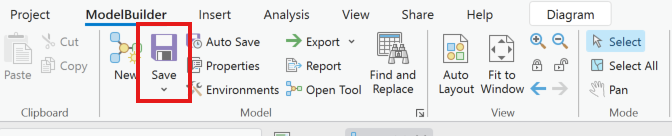 Project ModelBuilder Insert Analysis View Share Help Diagram
Paste
Cut
Copy
Clipboard
New
Save
Auto Save
Properties
Environments
Export
Report
Open Tool
Find and
Replace
Model
Auto
Layout
Fit to
Window
View
Select
Select All
Pan
Mode